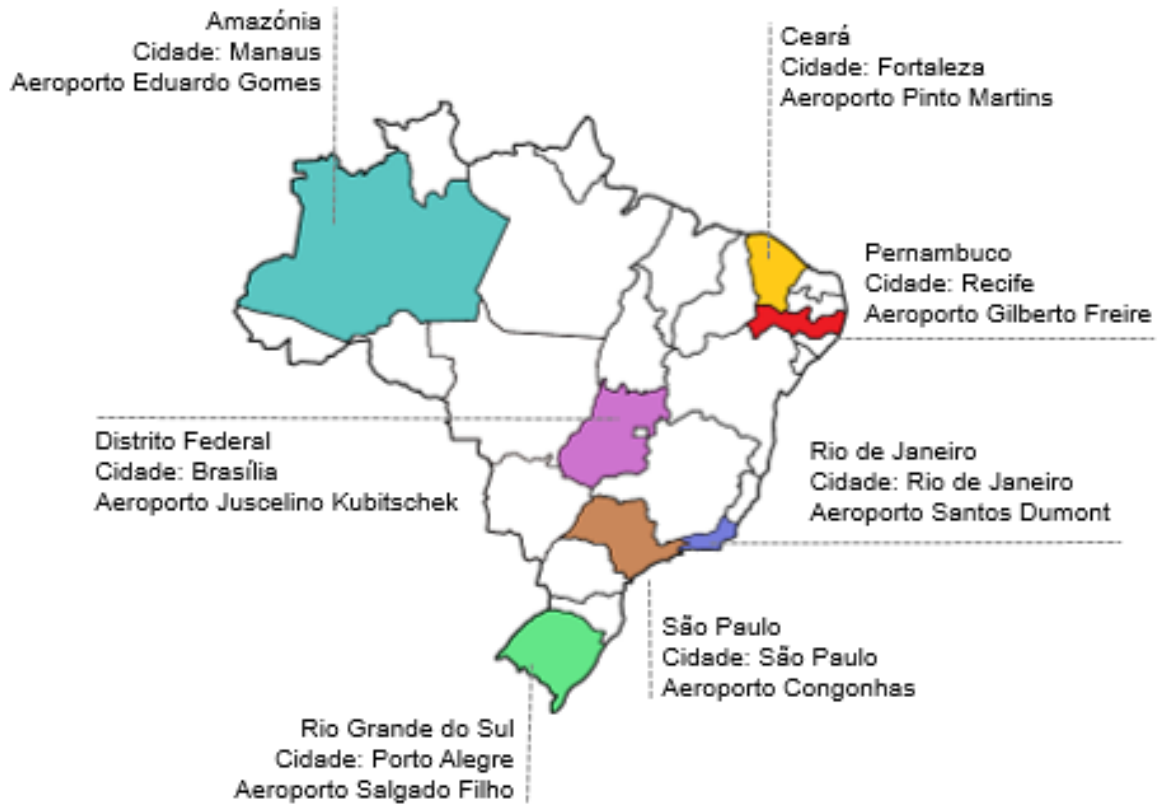 Amazónia
Cidade: Manaus
Aeroporto Eduardo Gomes
Ceará
Cidade: Fortaleza
Aeroporto Pinto Martins
Pernambuco
Cidade: Recife
Aeroporto Gilberto Freire
Distrito Federal
Cidade: Brasília
Aeroporto Juscelino Kubitschek
Rio de Janeiro
Cidade: Rio de Janeiro
Aeroporto Santos Dumont
São Paulo
Cidade: São Paulo
Aeroporto Congonhas
Rio Grande do Sul
Cidade: Porto Alegre
Aeroporto Salgado Filho